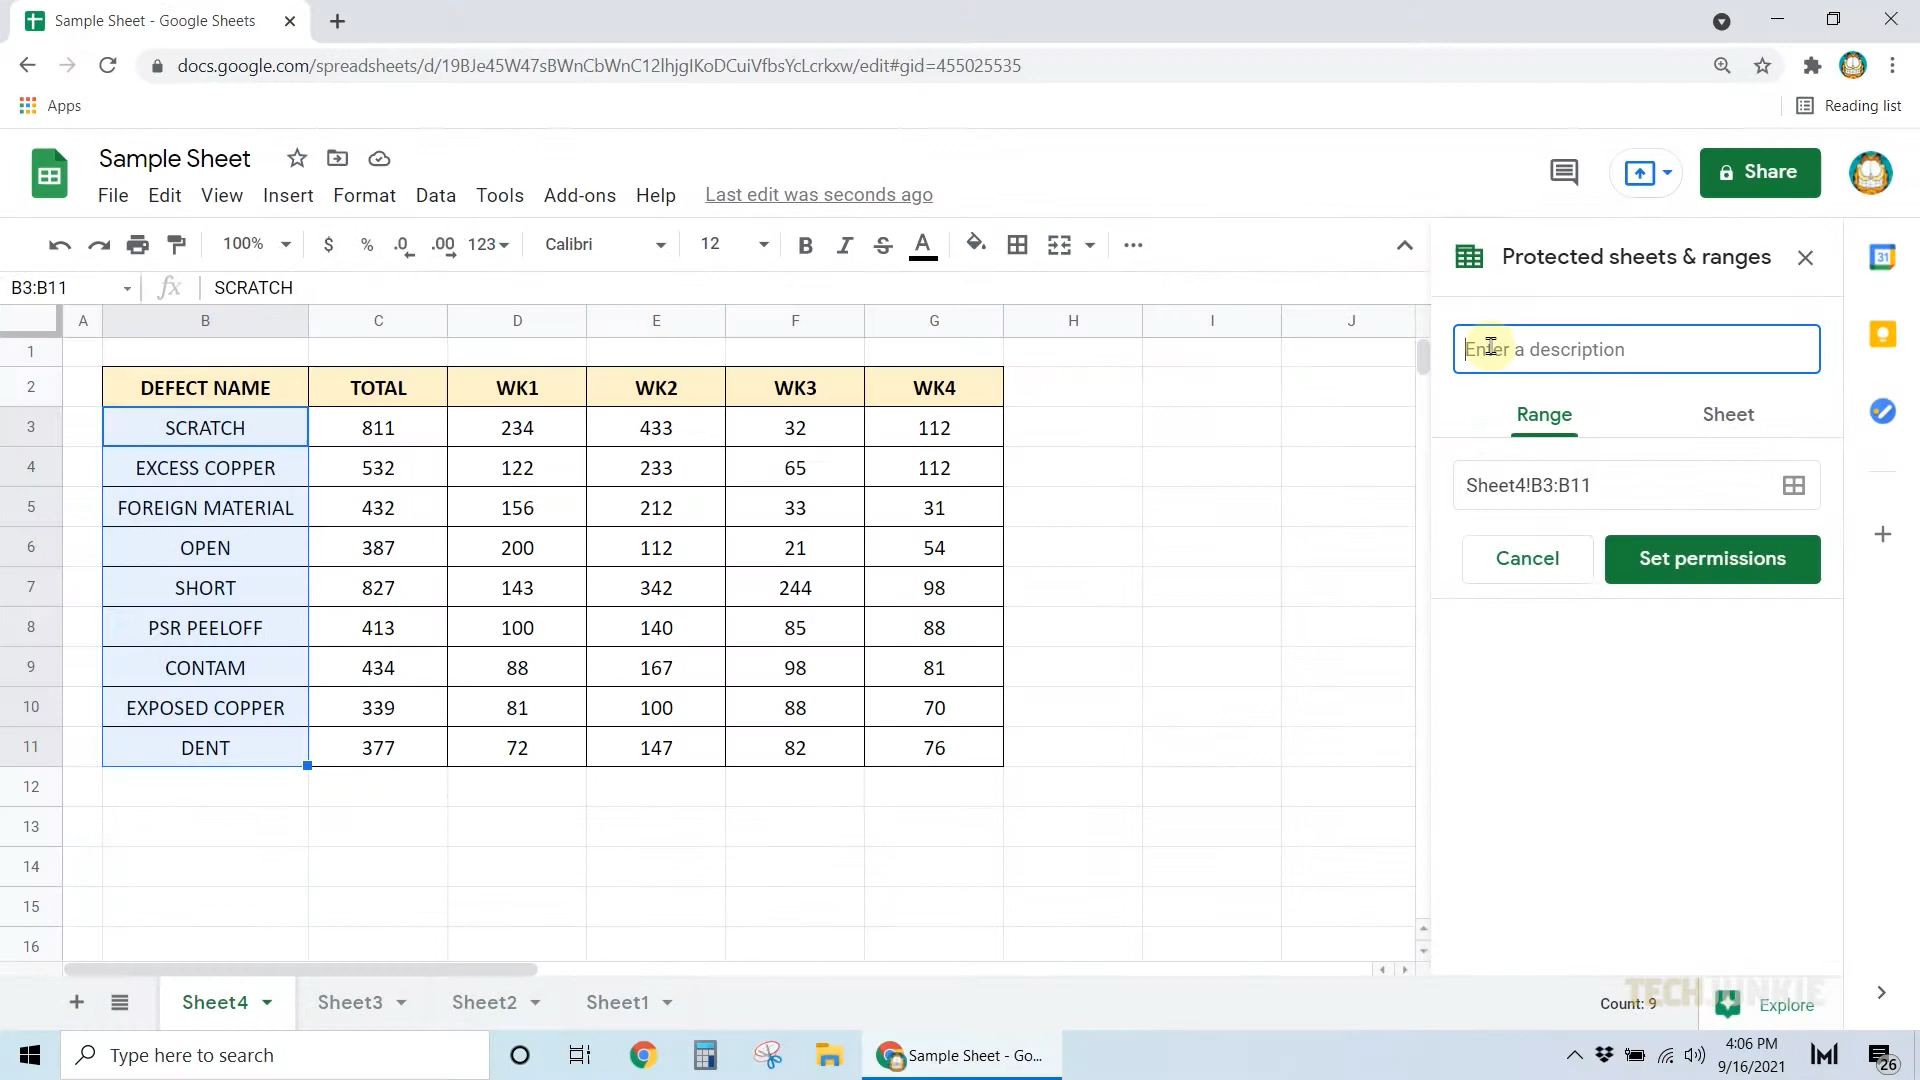 Sample Sheet - Google Sheets
docs.google.com/spreadsheets/d/19BJe45W47sBWnCbWnC12lhjgIKoDCuiVfbsYcLcrkxw/edit#gid=455025535
Apps
Reading list
Sample Sheet
File Edit View Insert Format Data Tools Add-ons Help Last edit was seconds ago
Share
100% $ % .0 .00 123 Calibri 12 B I S A
Protected sheets & ranges
31
B3:B11 fx SCRATCH
A B C D E F G H I J
1
Enter a description
2 DEFECT NAME TOTAL WK1 WK2 WK3 WK4
Range Sheet
3 SCRATCH 811 234 433 32 112
4 EXCESS COPPER 532 122 233 65 112
Sheet4!B3:B11
5 FOREIGN MATERIAL 432 156 212 33 31
6 OPEN 387 200 112 21 54
Cancel Set permissions
7 SHORT 827 143 342 244 98
8 PSR PEELOFF 413 100 140 85 88
9 CONTAM 434 88 167 98 81
10 EXPOSED COPPER 339 81 100 88 70
11 DENT 377 72 147 82 76
12
13
14
15
16
Sheet4 Sheet3 Sheet2 Sheet1
Count: 9
TECHJUNKIE
Explore
Type here to search
Sample Sheet - Go...
4:06 PM
9/16/2021
26